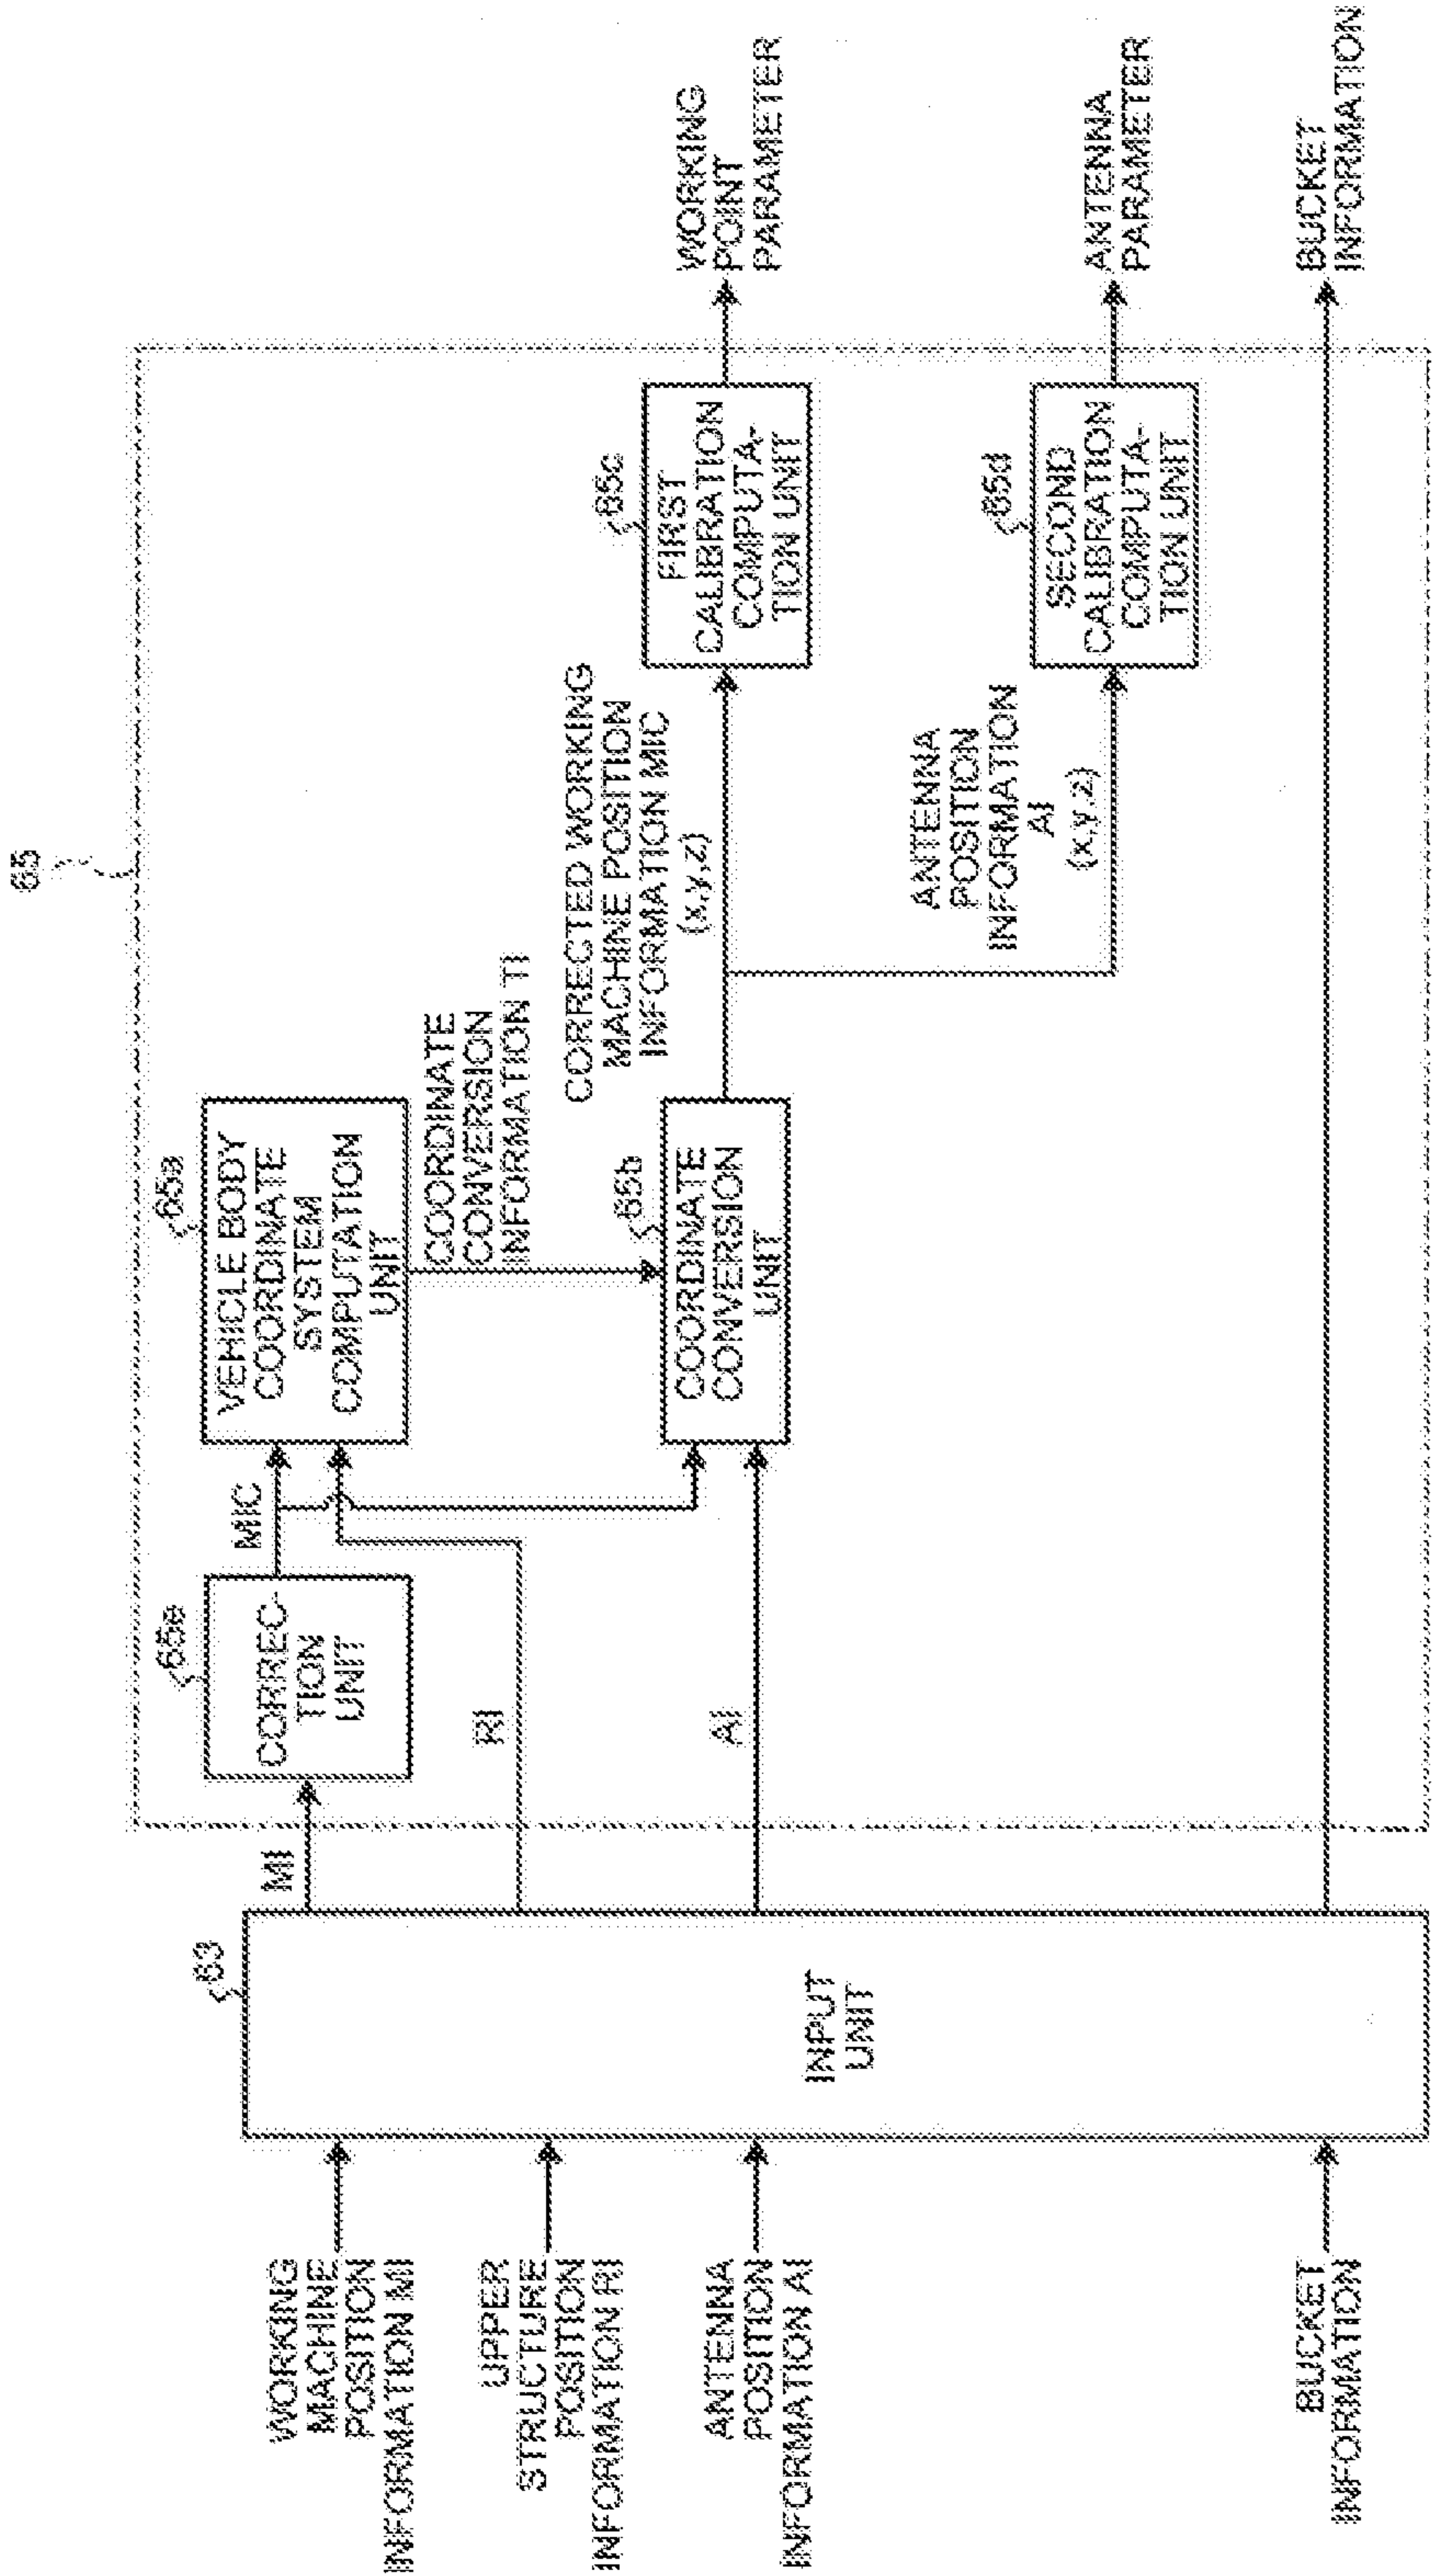 65
WORKING
MACHINE
POSITION
INFORMATION MI
UPPER
STRUCTURE
POSITION
INFORMATION RI
ANTENNA
POSITION
INFORMATION AI
BUCKET
INFORMATION
63
INPUT
UNIT
MI
RI
AI
65e
CORREC-
TION
UNIT
MIC
65a
VEHICLE BODY
COORDINATE
SYSTEM
COMPUTATION
UNIT
COORDINATE
CONVERSION
INFORMATION TI
65b
COORDINATE
CONVERSION
UNIT
CORRECTED WORKING
MACHINE POSITION
INFORMATION MIC
(x,y,z)
ANTENNA
POSITION
INFORMATION
AI
(x,y,z)
65c
FIRST
CALIBRATION
COMPUTA-
TION UNIT
65d
SECOND
CALIBRATION
COMPUTA-
TION UNIT
WORKING
POINT
PARAMETER
ANTENNA
PARAMETER
BUCKET
INFORMATION